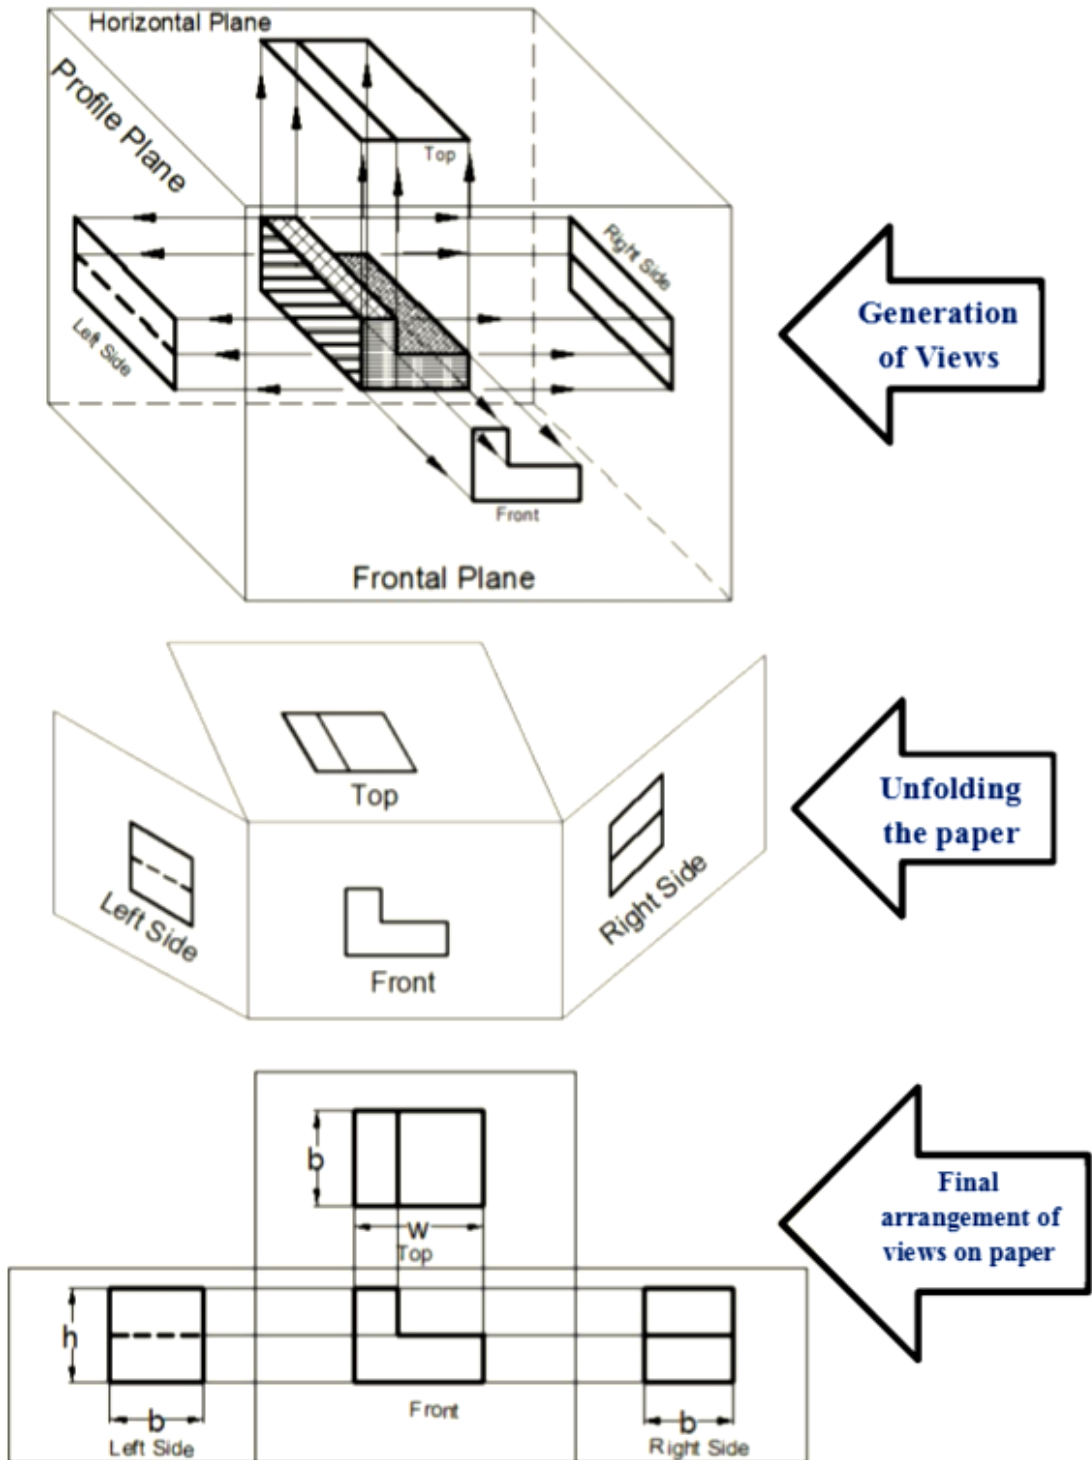 Horizontal Plane
Profile Plane
Top
Right Side
Left Side
Front
Frontal Plane
Generation
of Views
Top
Left Side
Right Side
Front
Unfolding
the paper
b
w
Top
h
b
Left Side
Front
b
Right Side
Final
arrangement of
views on paper